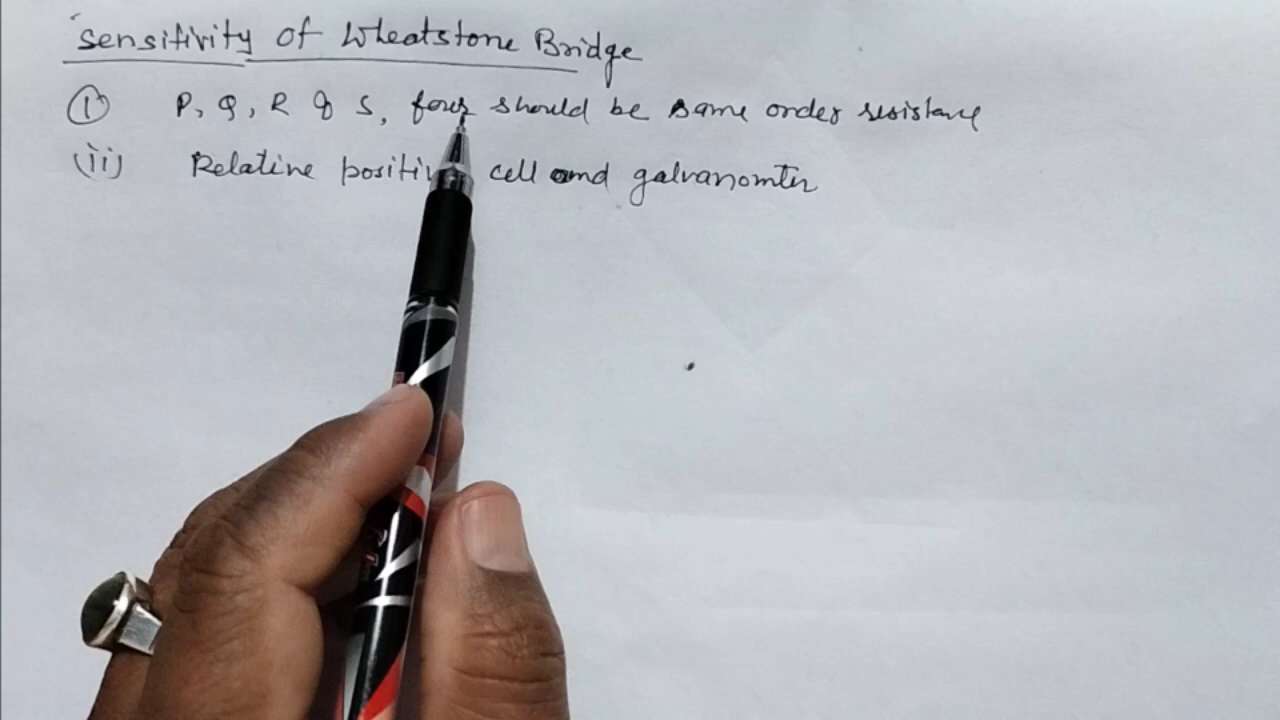 Sensitivity of Wheatstone Bridge
(i) P, Q, R & S, four should be same order resistance
(ii) Relative cell and galvanomter